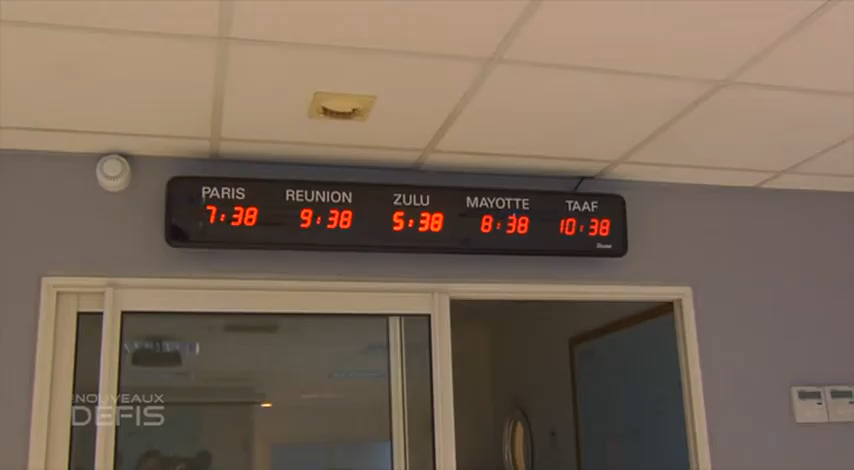 PARIS REUNION ZULU MAYOTTE TAAF
7:38 9:38 5:38 8:38 10:38
NOUVEAUX
DEFIS